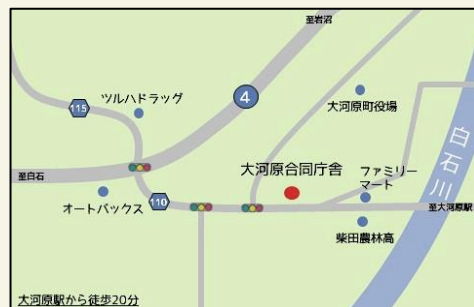 至岩沼
115
ツルハドラッグ
4
大河原町役場
白石川
至白石
大河原合同庁舎
ファミリー
マート
オートバックス
110
至大河原駅
柴田農林高
大河原駅から徒歩20分